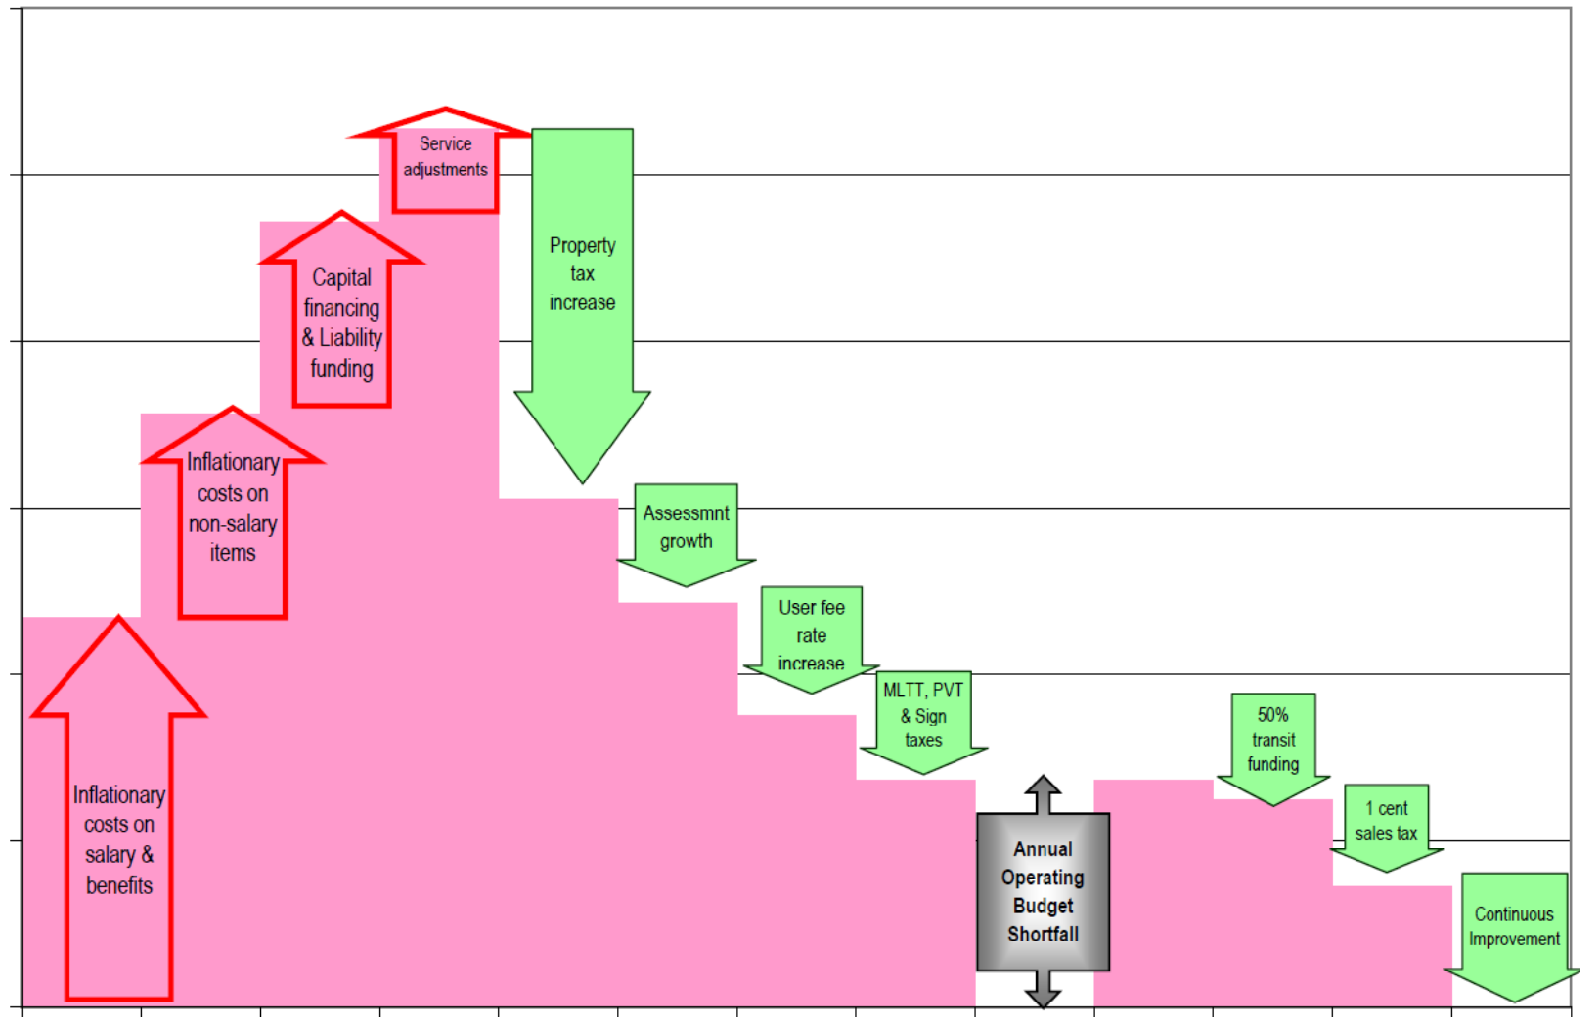 Service
adjustments
Property
tax
increase
Capital
financing
& Liability
funding
Inflationary
costs on
non-salary
items
Assessmnt
growth
User fee
rate
increase
MLTT, PVT
& Sign
taxes
50%
transit
funding
Inflationary
costs on
salary &
benefits
1 cent
sales tax
Annual
Operating
Budget
Shortfall
Continuous
Improvement